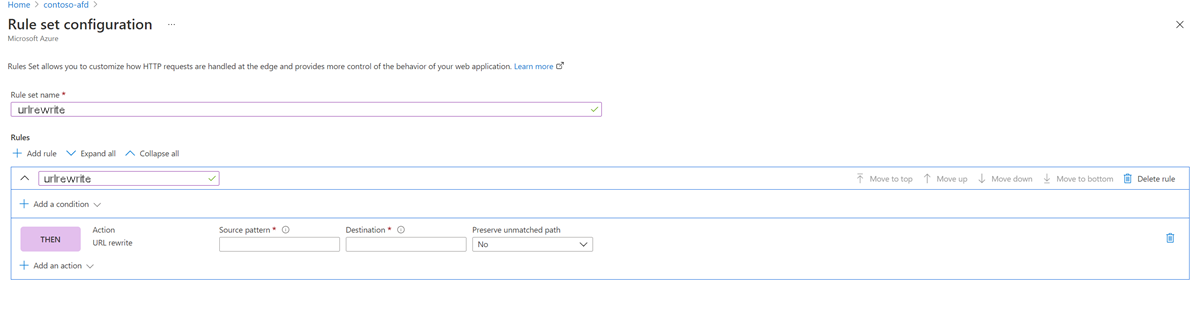 Home > contoso-afd >
Rule set configuration ...
Microsoft Azure
Rules Set allows you to customize how HTTP requests are handled at the edge and provides more control of the behavior of your web application. Learn more
Rule set name *
urlrewrite
Rules
Add rule Expand all Collapse all
urlrewrite Move to top Move up Move down Move to bottom Delete rule
Add a condition
THEN Action Source pattern * Destination * Preserve unmatched path
URL rewrite No
Add an action